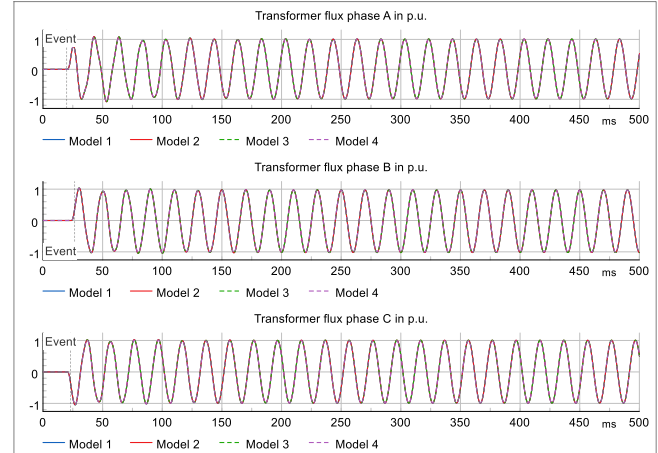 Transformer flux phase A in p.u.
1
Event
0
-1
0 50 100 150 200 250 300 350 400 450 ms 500
Model 1 Model 2 Model 3 Model 4
Transformer flux phase B in p.u.
1
0
Event
-1
0 50 100 150 200 250 300 350 400 450 ms 500
Model 1 Model 2 Model 3 Model 4
Transformer flux phase C in p.u.
Event
1
0
-1
0 50 100 150 200 250 300 350 400 450 ms 500
Model 1 Model 2 Model 3 Model 4